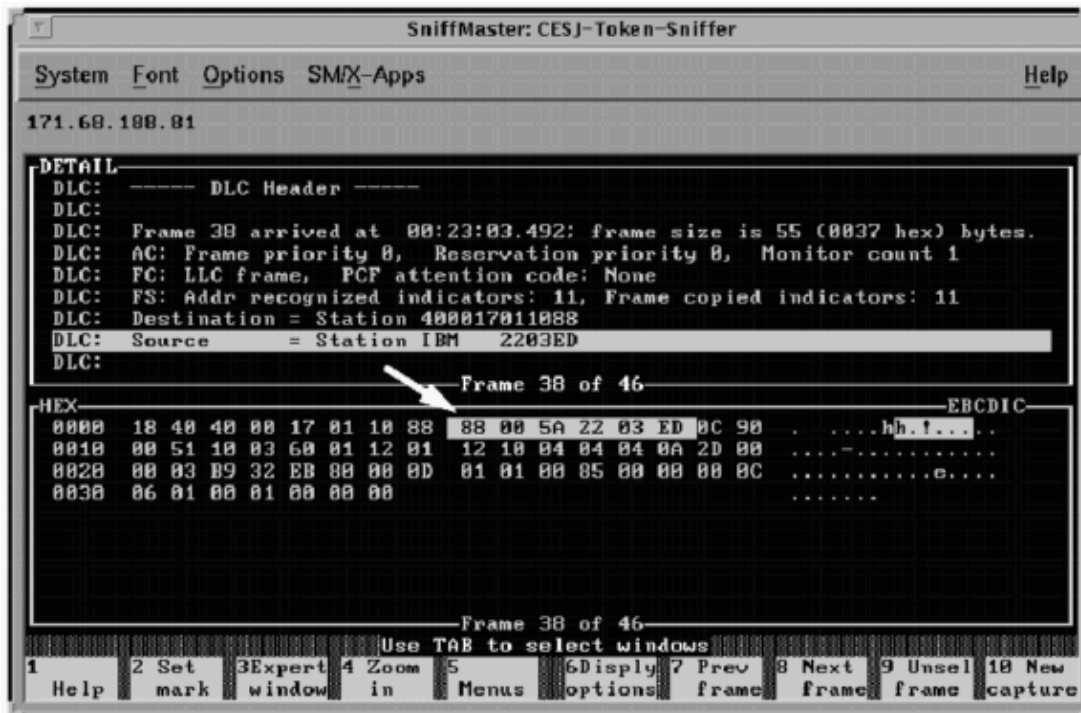 SniffMaster: CESJ-Token-Sniffer
System Font Options SM/X-Apps Help
171.68.188.81
DETAIL
DLC: ----- DLC Header -----
DLC:
DLC: Frame 38 arrived at 00:23:03.492; frame size is 55 (0037 hex) bytes.
DLC: AC: Frame priority 0, Reservation priority 0, Monitor count 1
DLC: FC: LLC frame, PCF attention code: None
DLC: FS: Addr recognized indicators: 11, Frame copied indicators: 11
DLC: Destination = Station 400017011088
DLC: Source = Station IBM 2203ED
DLC:
Frame 38 of 46
HEX EBCDIC
0000 18 40 40 00 17 01 10 88 88 00 5A 22 03 ED 0C 90 . ....hh.!.....
0010 00 51 10 03 60 01 12 01 12 10 04 04 04 0A 2D 00 ....-...........
0020 00 03 B9 32 EB 80 00 0D 01 01 00 85 00 00 00 0C ...........e....
0030 06 01 00 01 00 00 00 .......
Frame 38 of 46
Use TAB to select windows
1 Help 2 Set mark 3Expert window 4 Zoom in 5 Menus 6Disply options 7 Prev frame 8 Next frame 9 Unsel frame 10 New capture